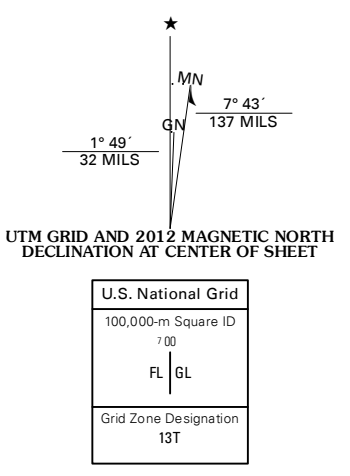 ★
MN
7° 43´
137 MILS
GN
1° 49´
32 MILS
UTM GRID AND 2012 MAGNETIC NORTH
DECLINATION AT CENTER OF SHEET
U.S. National Grid
100,000-m Square ID
7 00
FL GL
Grid Zone Designation
13T